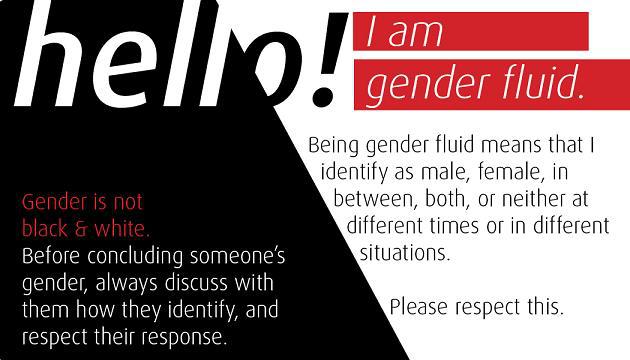 hello!
I am
gender fluid.
Being gender fluid means that I
identify as male, female, in
between, both, or neither at
different times or in different
situations.
Please respect this.
Gender is not
black & white.
Before concluding someone’s
gender, always discuss with
them how they identify, and
respect their response.